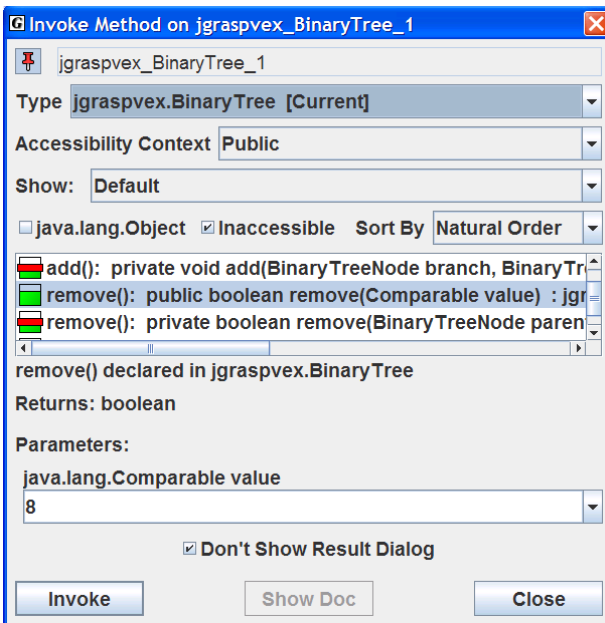 G Invoke Method on jgraspvex_BinaryTree_1
jgraspvex_BinaryTree_1
Type jgraspvex.BinaryTree [Current]
Accessibility Context Public
Show: Default
java.lang.Object Inaccessible Sort By Natural Order
add(): private void add(BinaryTreeNode branch, BinaryTr
remove(): public boolean remove(Comparable value) : jgr
remove(): private boolean remove(BinaryTreeNode paren
remove() declared in jgraspvex.BinaryTree
Returns: boolean
Parameters:
java.lang.Comparable value
8
Don't Show Result Dialog
Invoke Show Doc Close